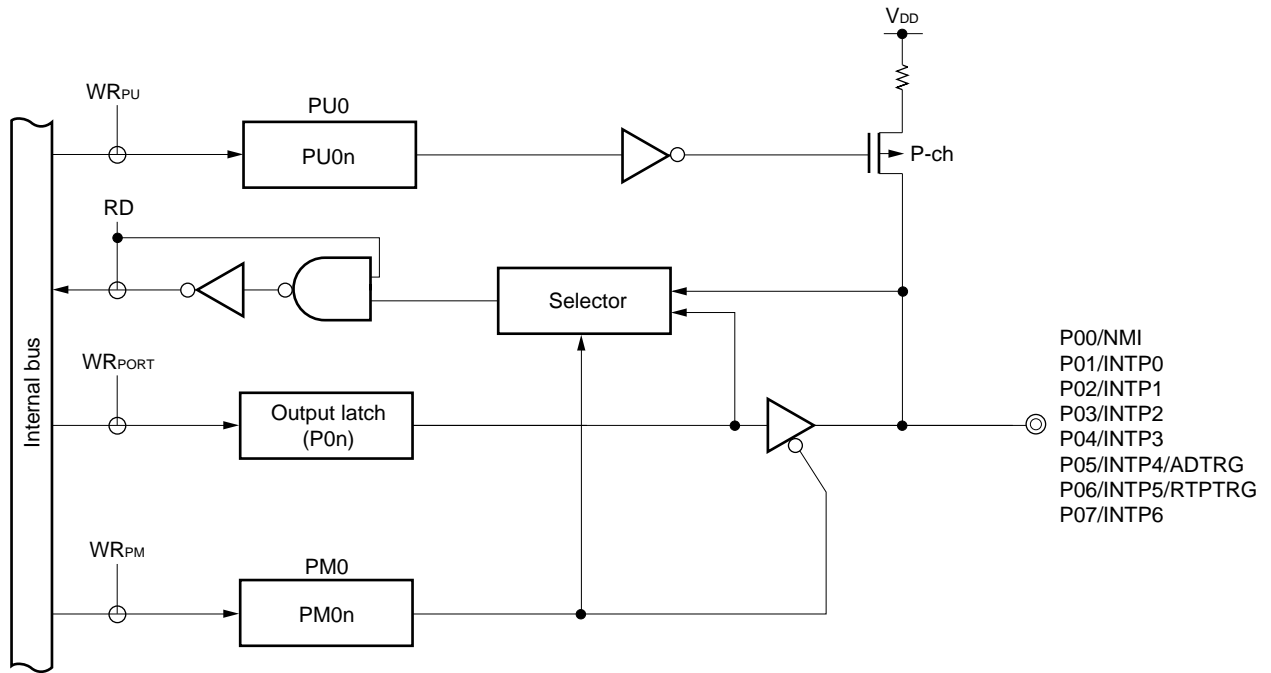 VDD
WRPU
PU0
PU0n
P-ch
RD
Selector
Internal bus
WRPORT
Output latch
(P0n)
P00/NMI
P01/INTP0
P02/INTP1
P03/INTP2
P04/INTP3
P05/INTP4/ADTRG
P06/INTP5/RTPTRG
P07/INTP6
WRPM
PM0
PM0n